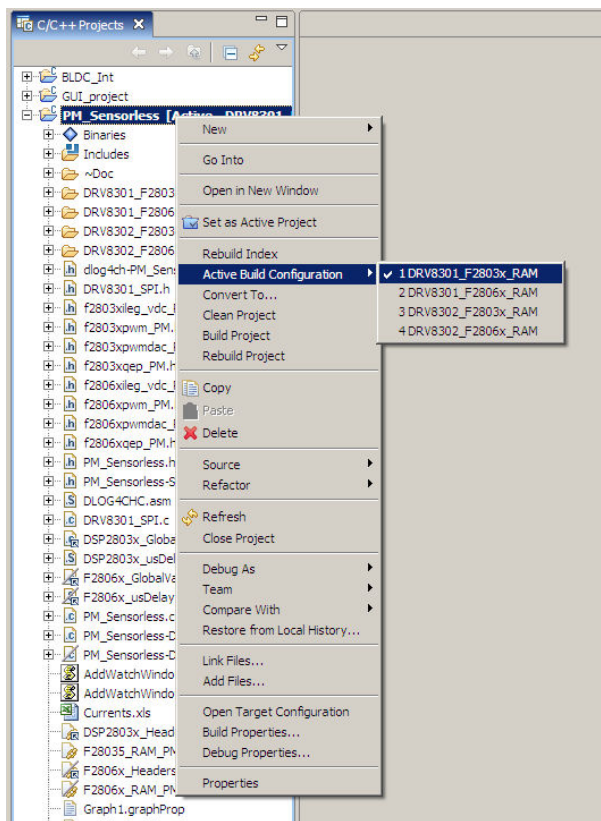 C/C++ Projects
BLDC_Int
GUI_project
PM_Sensorless [Active - DRV8301
Binaries
Includes
~Doc
DRV8301_F2803
DRV8301_F2806
DRV8302_F2803
DRV8302_F2806
dlog4ch-PM_Sens
DRV8301_SPI.h
f2803xileg_vdc_
f2803xpwm_PM.
f2803xpwmdac_
f2803xqep_PM.h
f2806xileg_vdc_
f2806xpwm_PM.
f2806xpwmdac_
f2806xqep_PM.h
PM_Sensorless.h
PM_Sensorless-S
DLOG4CHC.asm
DRV8301_SPI.c
DSP2803x_Globa
DSP2803x_usDel
F2806x_GlobalVa
F2806x_usDelay
PM_Sensorless.c
PM_Sensorless-D
PM_Sensorless-D
AddWatchWindo
AddWatchWindo
Currents.xls
DSP2803x_Head
F28035_RAM_PM
F2806x_Headers
F2806x_RAM_PM
Graph1.graphProp
New
Go Into
Open in New Window
Set as Active Project
Rebuild Index
Active Build Configuration
Convert To...
Clean Project
Build Project
Rebuild Project
Copy
Paste
Delete
Source
Refactor
Refresh
Close Project
Debug As
Team
Compare With
Restore from Local History...
Link Files...
Add Files...
Open Target Configuration
Build Properties...
Debug Properties...
Properties
1 DRV8301_F2803x_RAM
2 DRV8301_F2806x_RAM
3 DRV8302_F2803x_RAM
4 DRV8302_F2806x_RAM